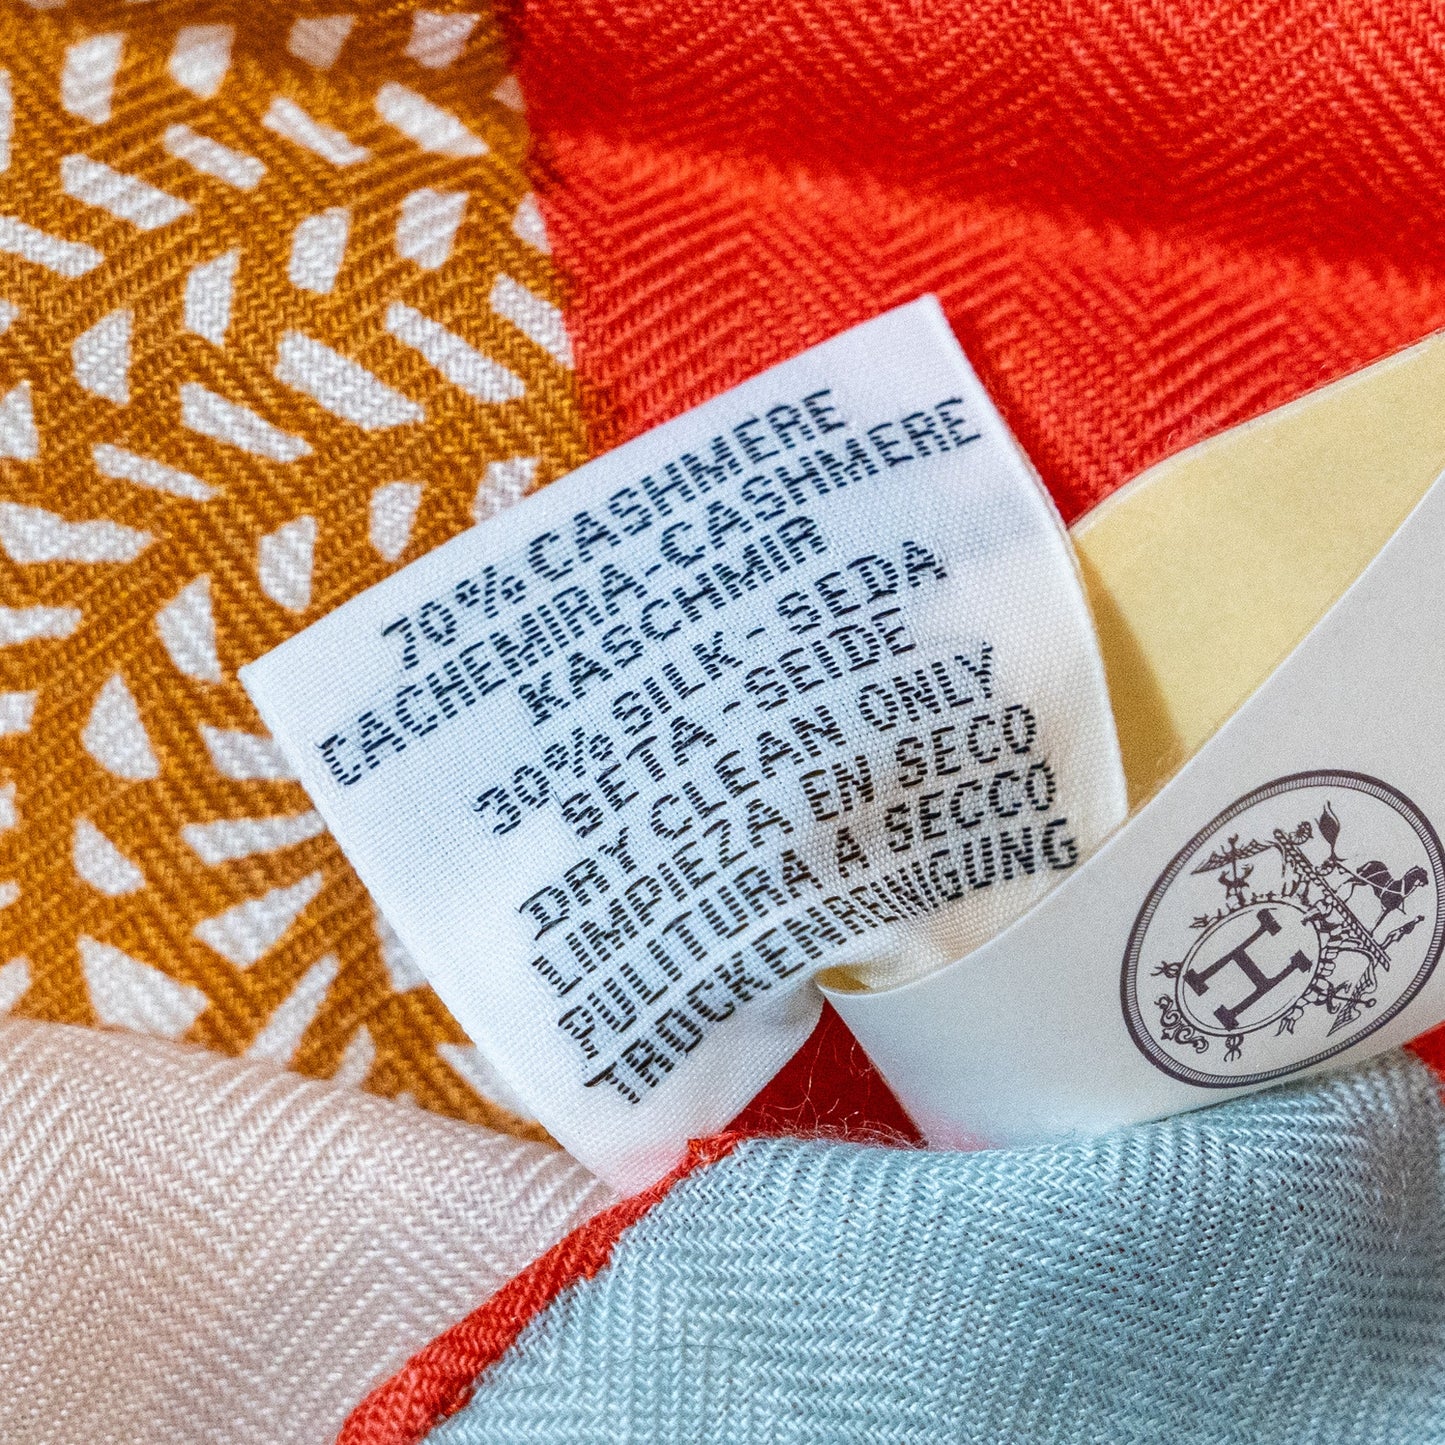 70% CASHMERE
CACHEMIRA-CASHMERE
KASCHMIR
30% SILK - SEDA
SETA - SEIDE
DRY CLEAN ONLY
LIMPIEZA EN SECO
PULITURA A SECCO
TROCKENREINIGUNG
H